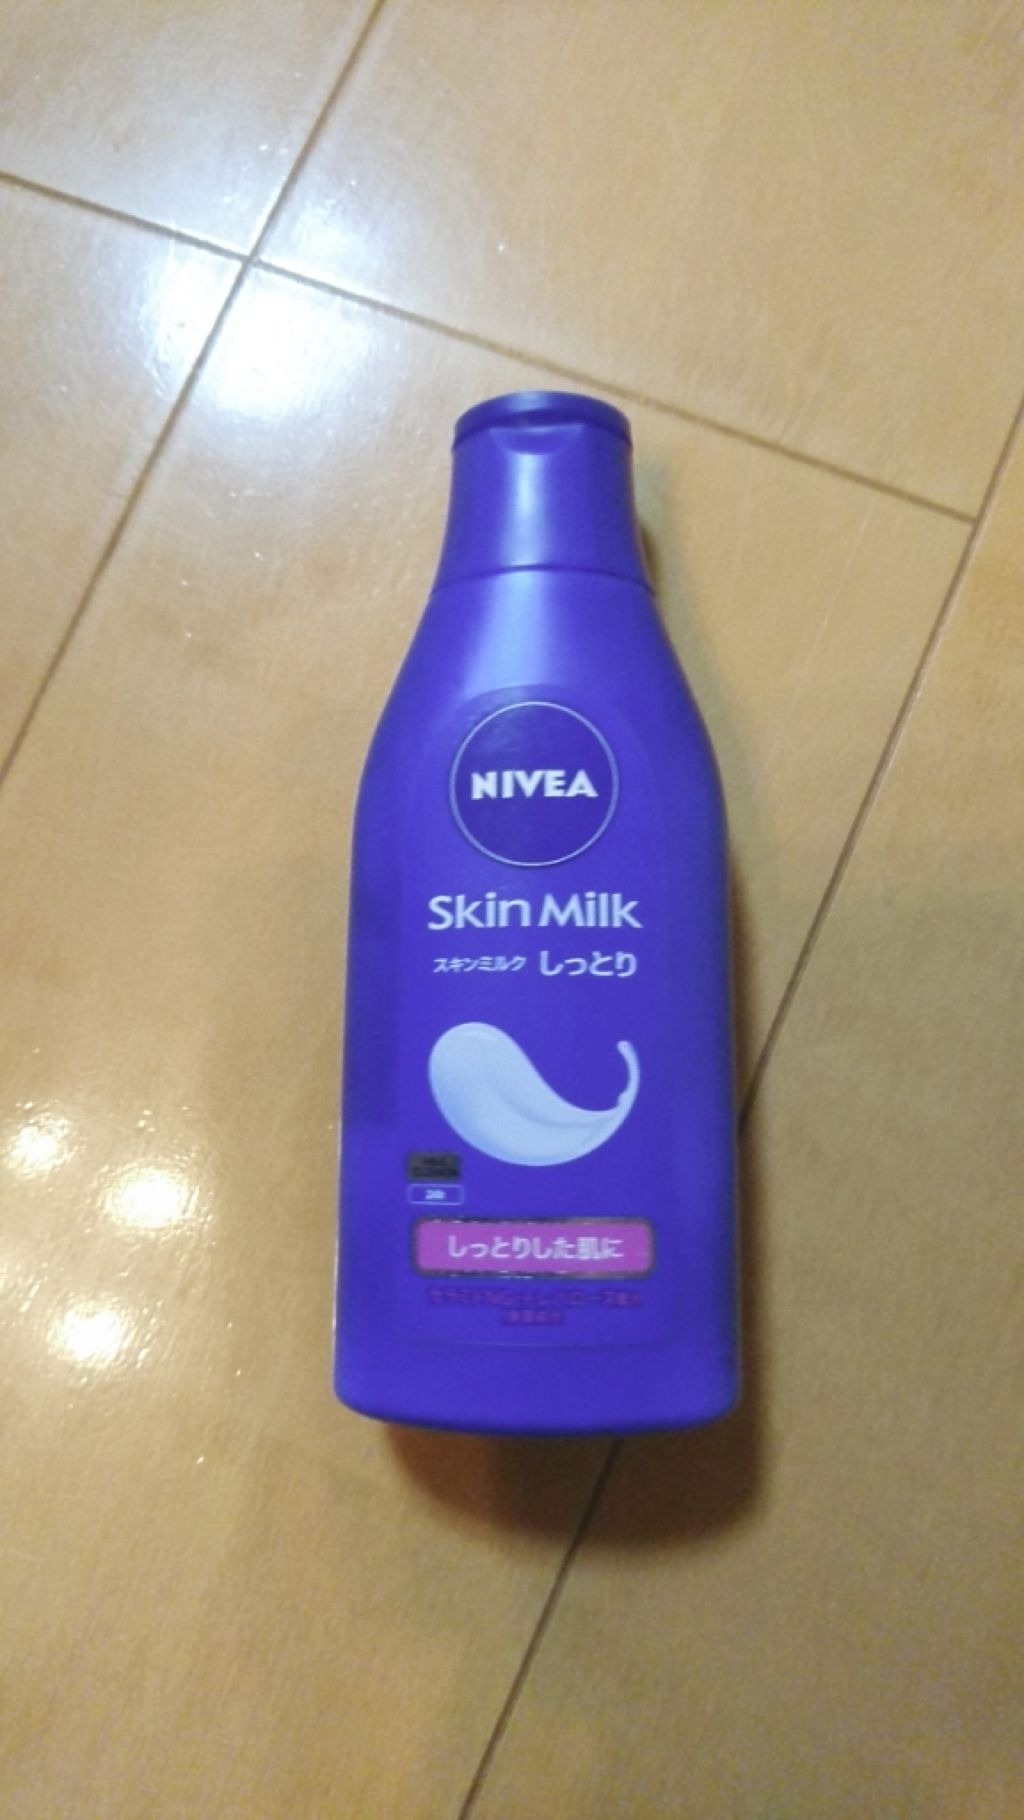 NIVEA
Skin Milk
スキンミルク しっとり
24h
しっとりした肌に